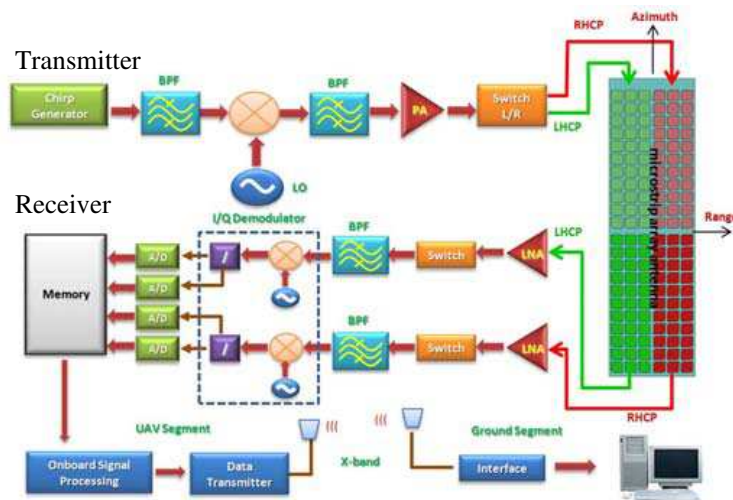 RHCP
Azimuth
Transmitter
BPF
BPF
Chirp
Generator
PA
Switch
L/R
LHCP
LO
microstrip array antenna
Range
Receiver
I/Q Demodulator
BPF
LHCP
A/D
I
Switch
LNA
Memory
A/D
A/D
BPF
A/D
I
Switch
LNA
RHCP
UAV Segment
Ground Segment
X-band
Onboard Signal
Processing
Data
Transmitter
Interface